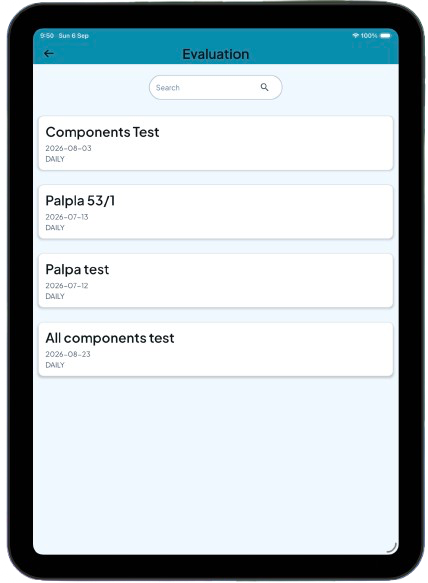 9:50 Sun 6 Sep
100%
Evaluation
Search
Components Test
2026-08-03
DAILY
Palpla 53/1
2026-07-13
DAILY
Palpa test
2026-07-12
DAILY
All components test
2026-08-23
DAILY